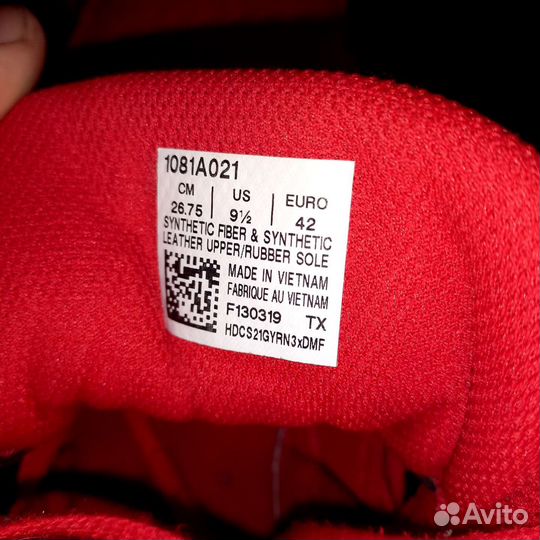 1081A021
CM US EURO
26.75 9½ 42
SYNTHETIC FIBER & SYNTHETIC
LEATHER UPPER/RUBBER SOLE
MADE IN VIETNAM
FABRIQUE AU VIETNAM
F130319 TX
HDCS21GYRN3xDMF
Avito